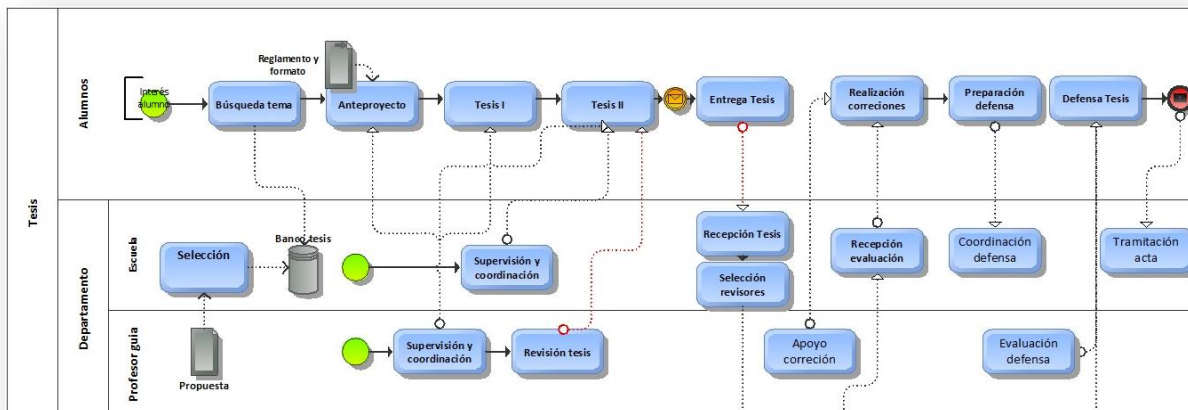 Tesis
Alumnos
Interés
alumno
Búsqueda tema
Reglamento y
formato
Anteproyecto
Tesis I
Tesis II
Entrega Tesis
Realización
correciones
Preparación
defensa
Defensa Tesis
Departamento
Escuela
Selección
Banco tesis
Supervisión y
coordinación
Recepción Tesis
Selección
revisores
Recepción
evaluación
Coordinación
defensa
Tramitación
acta
Profesor guia
Propuesta
Supervisión y
coordinación
Revisión tesis
Apoyo
correción
Evaluación
defensa